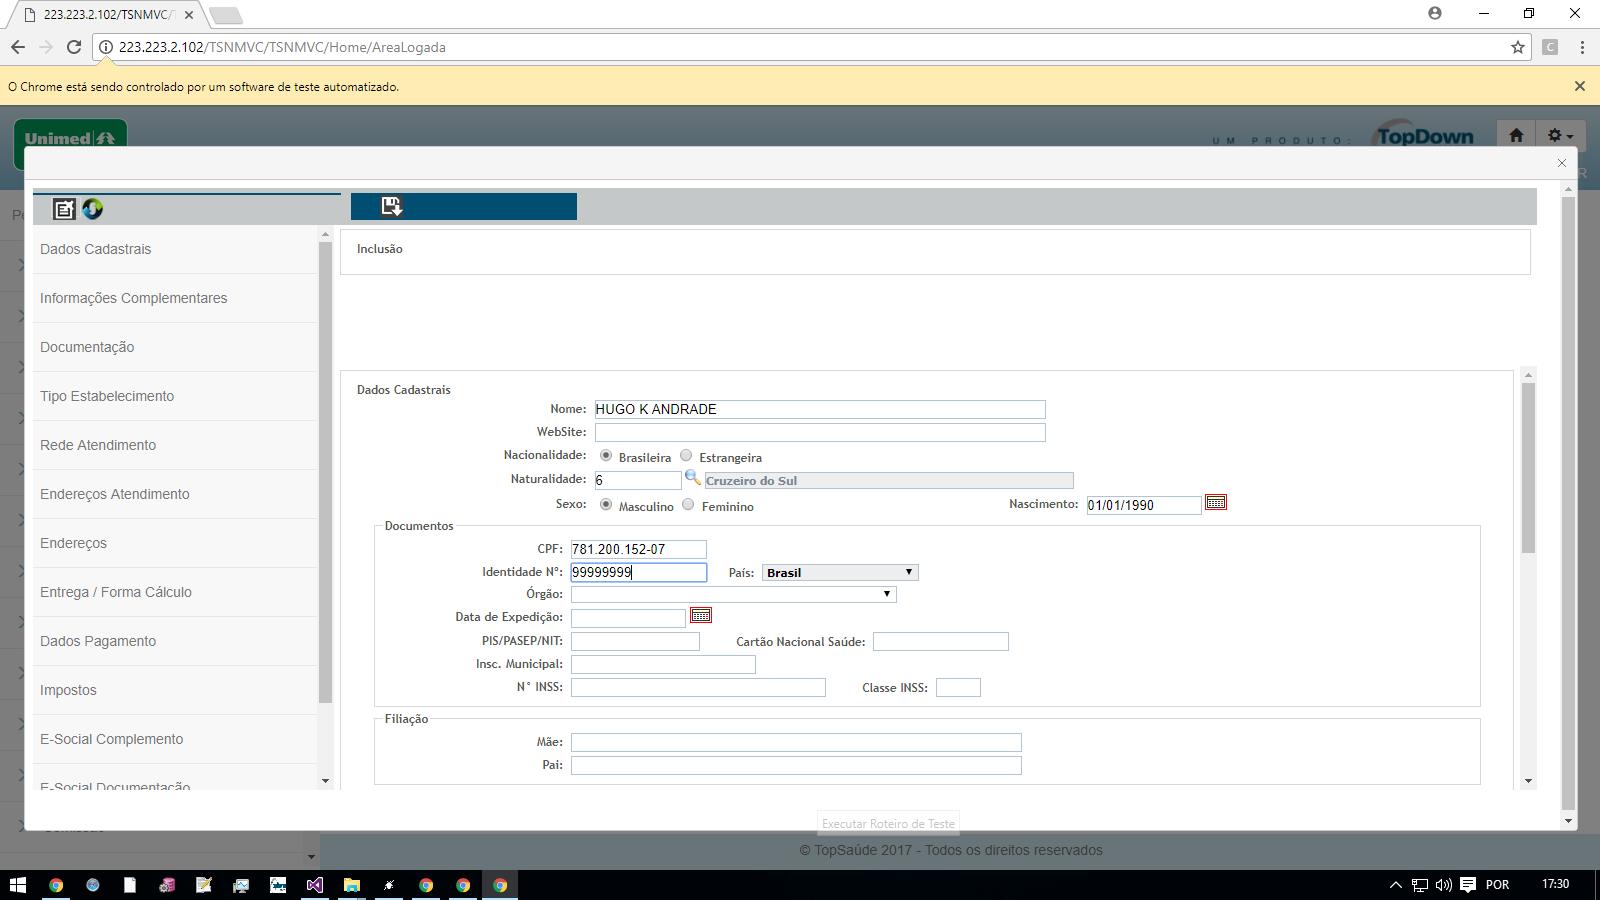 223.223.2.102/TSNMVC/T
223.223.2.102/TSNMVC/TSNMVC/Home/AreaLogada
O Chrome está sendo controlado por um software de teste automatizado.
Unimed
UM PRODUTO: TopDown
Dados Cadastrais
Informações Complementares
Documentação
Tipo Estabelecimento
Rede Atendimento
Endereços Atendimento
Endereços
Entrega / Forma Cálculo
Dados Pagamento
Impostos
E-Social Complemento
E-Social Documentação
Inclusão
Dados Cadastrais
Nome: HUGO K ANDRADE
WebSite:
Nacionalidade: Brasileira Estrangeira
Naturalidade: 6 Cruzeiro do Sul
Sexo: Masculino Feminino Nascimento: 01/01/1990
Documentos
CPF: 781.200.152-07
Identidade Nº: 99999999 País: Brasil
Órgão:
Data de Expedição:
PIS/PASEP/NIT: Cartão Nacional Saúde:
Insc. Municipal:
N° INSS: Classe INSS:
Filiação
Mãe:
Pai:
Executar Roteiro de Teste
© TopSaúde 2017 - Todos os direitos reservados
POR 17:30